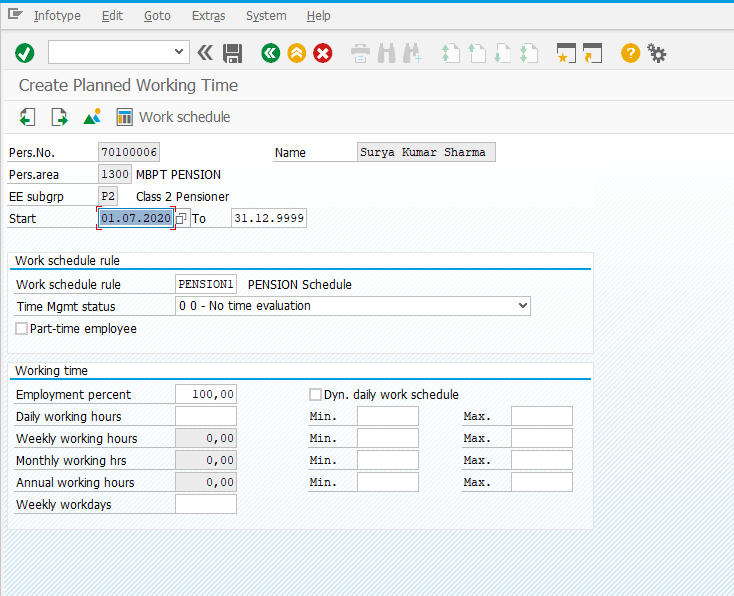 Infotype Edit Goto Extras System Help
Create Planned Working Time
Work schedule
Pers.No. 70100006 Name Surya Kumar Sharma
Pers.area 1300 MBPT PENSION
EE subgrp P2 Class 2 Pensioner
Start 01.07.2020 To 31.12.9999
Work schedule rule
Work schedule rule PENSION1 PENSION Schedule
Time Mgmt status 0 0 - No time evaluation
Part-time employee
Working time
Employment percent 100,00 Dyn. daily work schedule
Daily working hours Min. Max.
Weekly working hours 0,00 Min. Max.
Monthly working hrs 0,00 Min. Max.
Annual working hours 0,00 Min. Max.
Weekly workdays